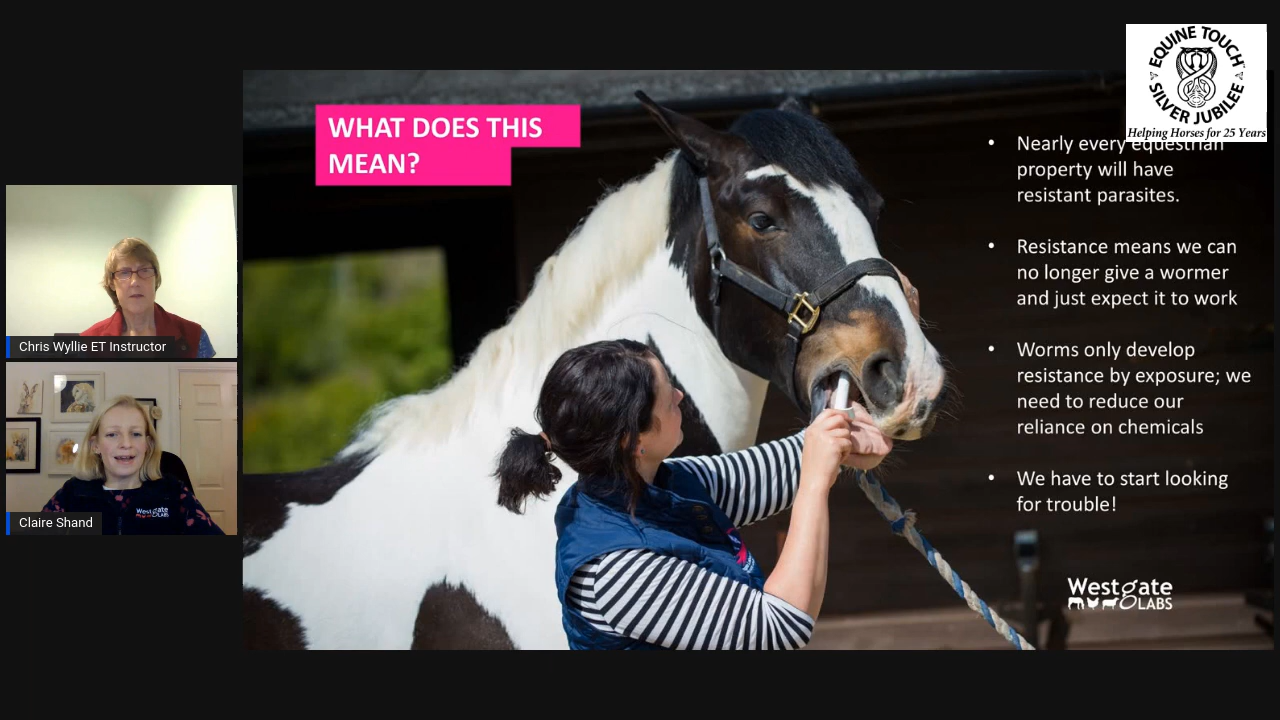 EQUINE TOUCH
SILVER JUBILEE
Helping Horses for 25 Years
WHAT DOES THIS
MEAN?
• Nearly every equestrian
property will have
resistant parasites.
• Resistance means we can
no longer give a wormer
and just expect it to work
• Worms only develop
resistance by exposure; we
need to reduce our
reliance on chemicals
• We have to start looking
for trouble!
Westgate
LABS
Chris Wyllie ET Instructor
Westgate
LABS
Claire Shand